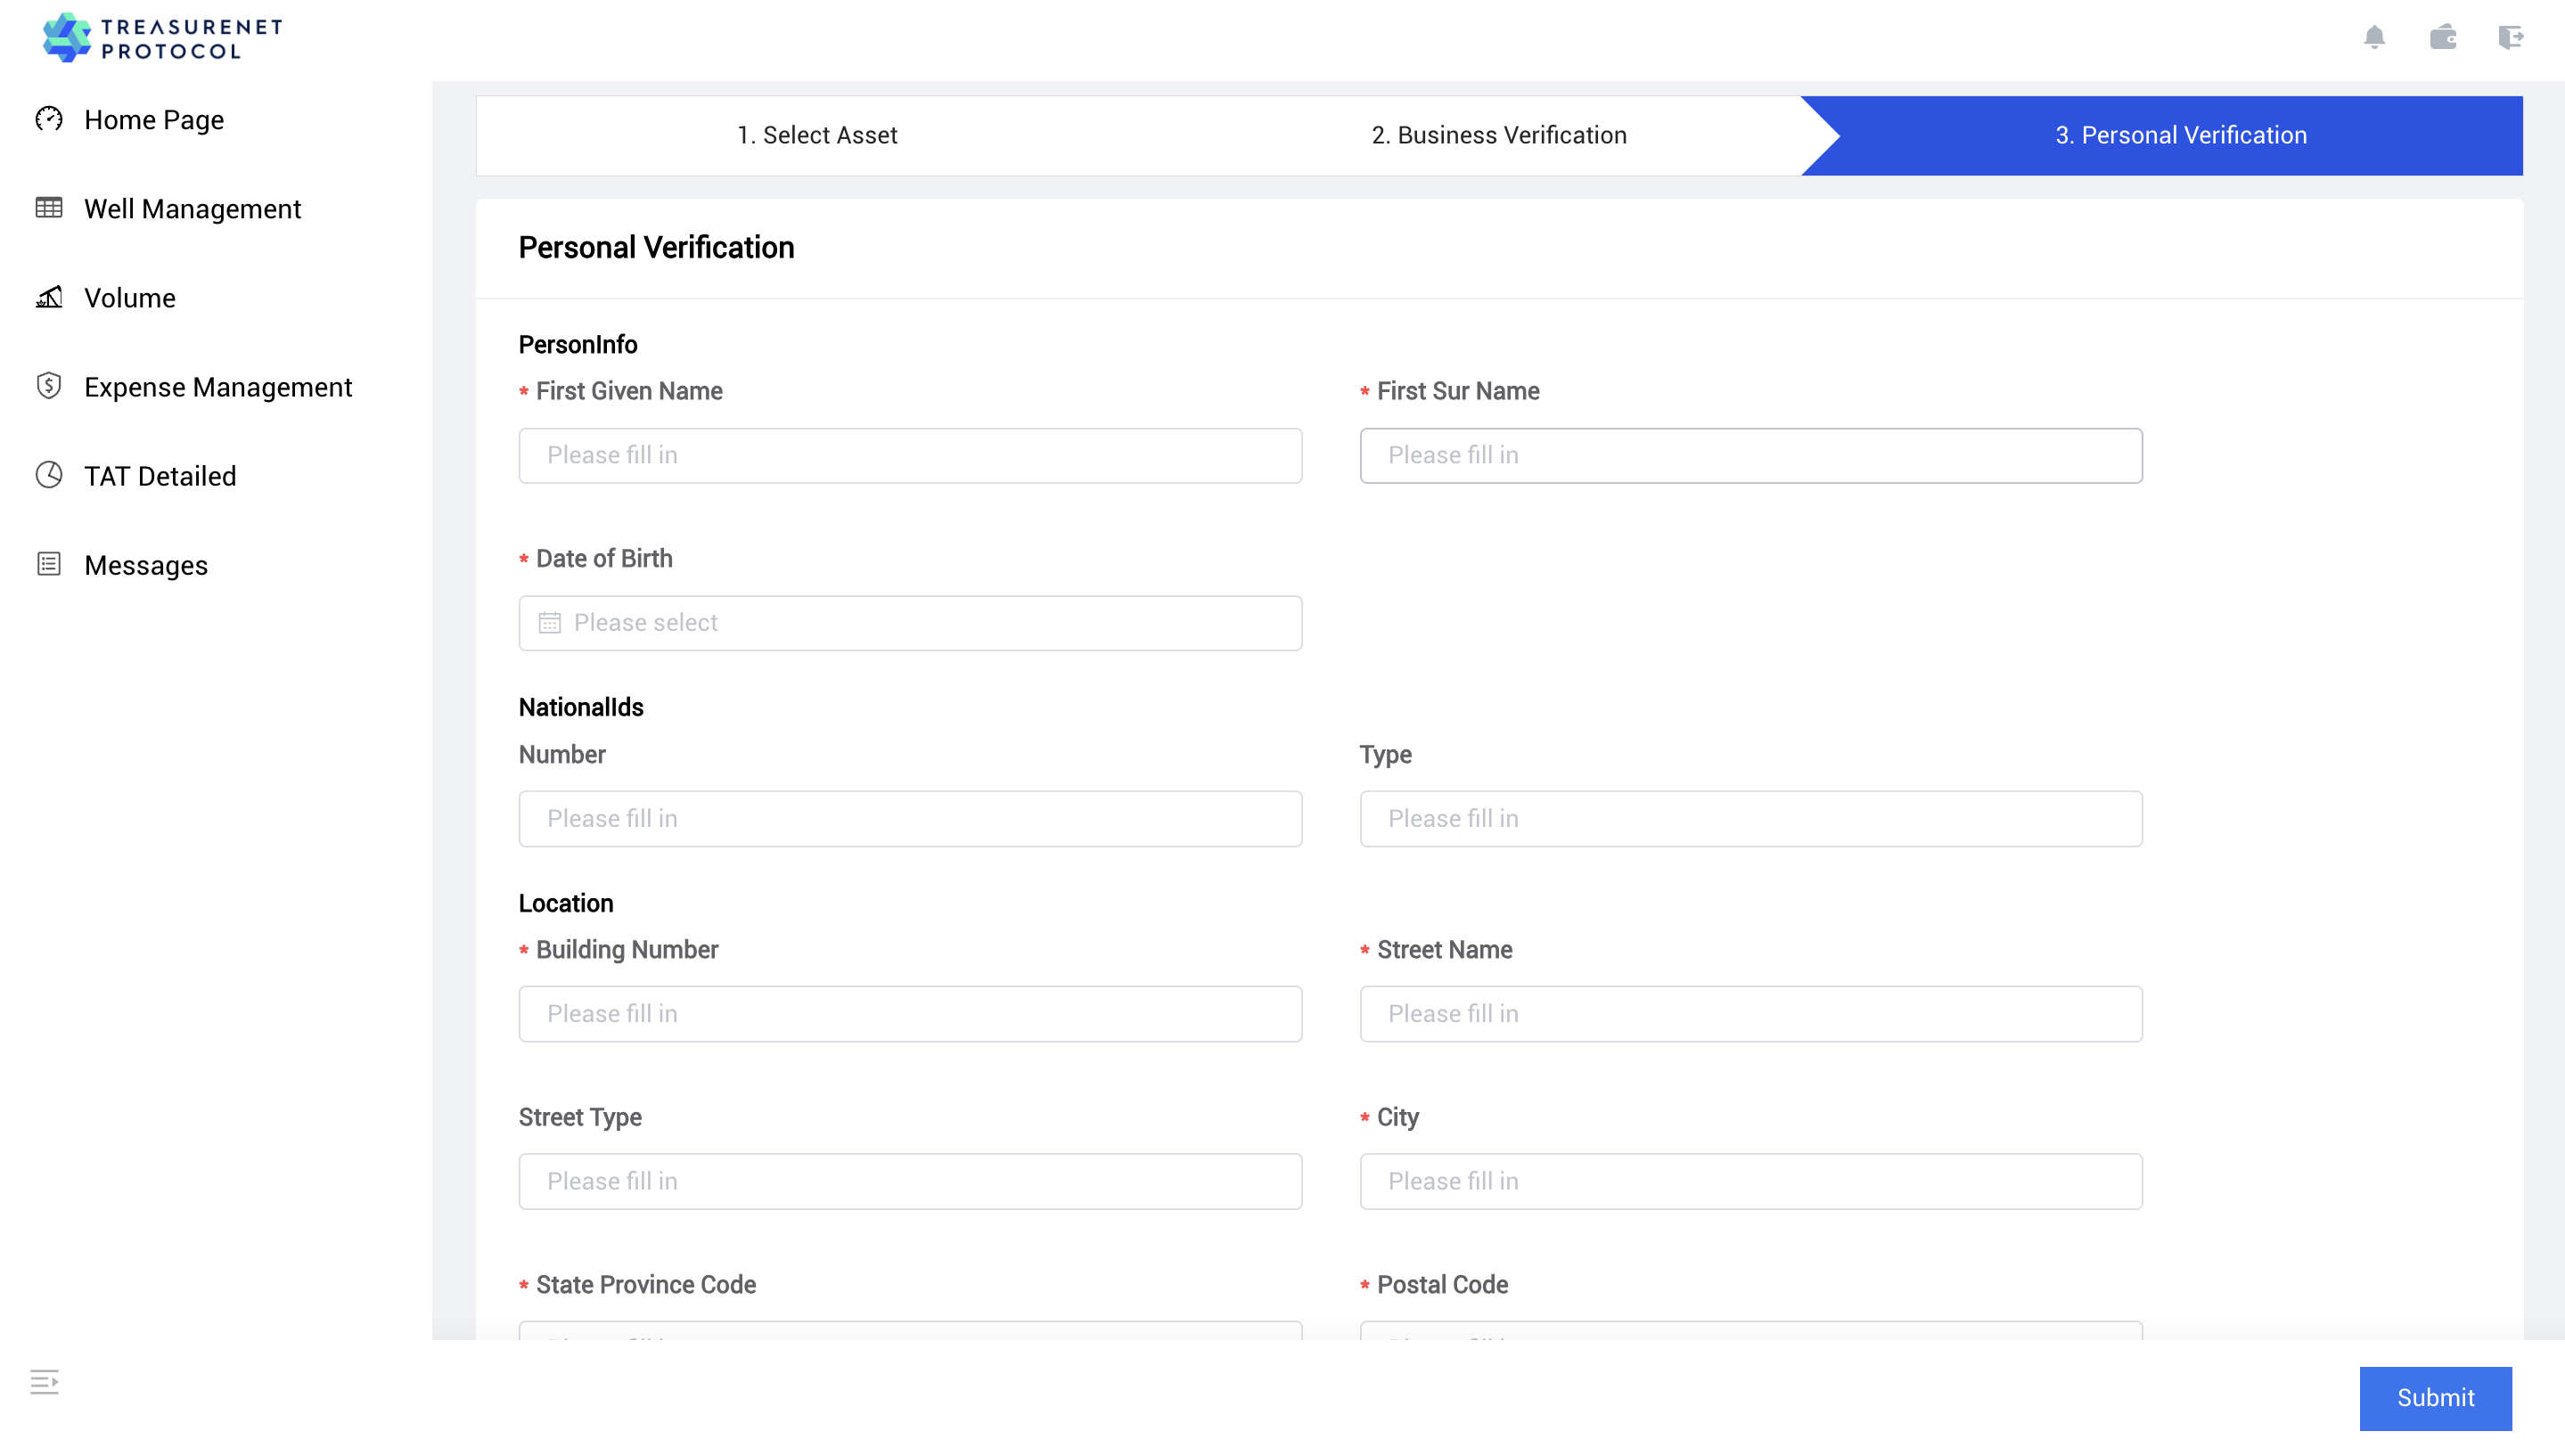 TREASURENET
PROTOCOL
Home Page
Well Management
Volume
Expense Management
TAT Detailed
Messages
1. Select Asset
2. Business Verification
3. Personal Verification
Personal Verification
PersonInfo
* First Given Name
* First Sur Name
Please fill in
Please fill in
* Date of Birth
Please select
NationalIds
Number
Type
Please fill in
Please fill in
Location
* Building Number
* Street Name
Please fill in
Please fill in
Street Type
* City
Please fill in
Please fill in
* State Province Code
* Postal Code
Submit